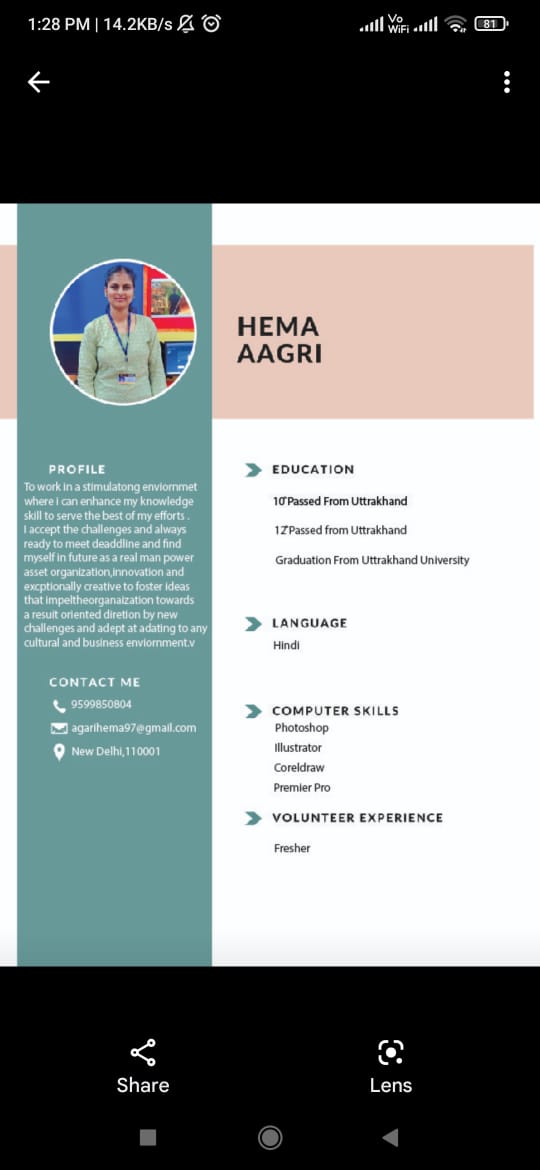 1:28 PM | 14.2KB/s
Vo
WiFi
81
HEMA
AAGRI
PROFILE
To work in a stimulatong enviornmet
where i can enhance my knowledge
skill to serve the best of my efforts .
I accept the challenges and always
ready to meet deaddline and find
myself in future as a real man power
asset organization,innovation and
excptionally creative to foster ideas
that impeltheorganaization towards
a resuit oriented diretion by new
challenges and adept at adating to any
cultural and business enviornment.v
CONTACT ME
9599850804
agarihema97@gmail.com
New Delhi,110001
EDUCATION
10"Passed From Uttrakhand
12"Passed from Uttarakhand
Graduation From Uttrakhand University
LANGUAGE
Hindi
COMPUTER SKILLS
Photoshop
Illustrator
Coreldraw
Premier Pro
VOLUNTEER EXPERIENCE
Fresher
Share
Lens